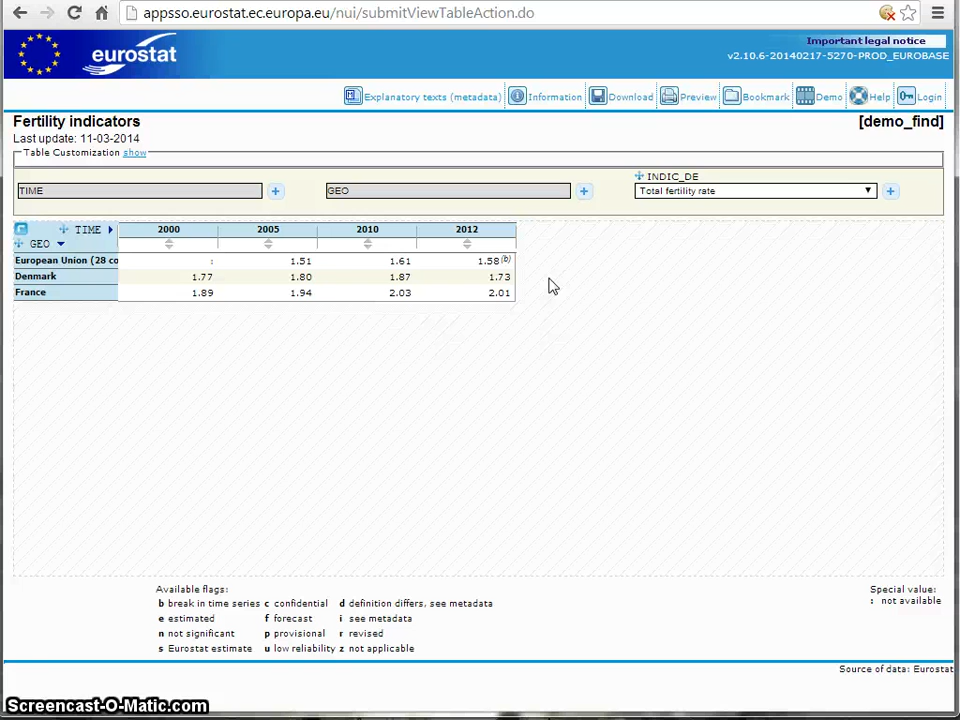 appsso.eurostat.ec.europa.eu/nui/submitViewTableAction.do
eurostat
Important legal notice
v2.10.6-20140217-5270-PROD_EUROBASE
Explanatory texts (metadata) Information Download Preview Bookmark Demo Help Login
Fertility indicators [demo_find]
Last update: 11-03-2014
Table Customization show
INDIC_DE
TIME GEO Total fertility rate
TIME 2000 2005 2010 2012
GEO
European Union (28 co : 1.51 1.61 1.58(b)
Denmark 1.77 1.80 1.87 1.73
France 1.89 1.94 2.03 2.01
Available flags: Special value:
b break in time series c confidential d definition differs, see metadata : not available
e estimated f forecast i see metadata
n not significant p provisional r revised
s Eurostat estimate u low reliability z not applicable
Source of data: Eurostat
Screencast-O-Matic.com